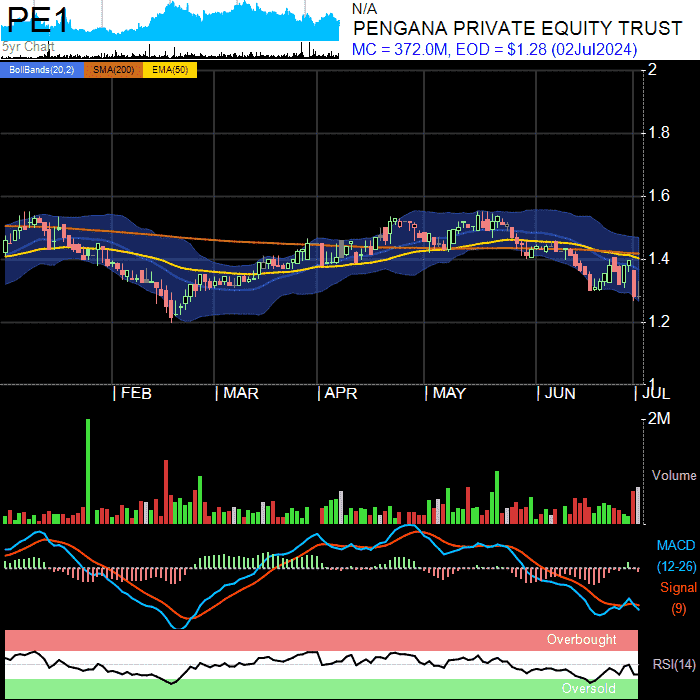 PE1
5yr Chart
N/A
PENGANA PRIVATE EQUITY TRUST
MC = 372.0M, EOD = $1.28 (02Jul2024)
BollBands(20,2) SMA(200) EMA(50)
2
1.8
1.6
1.4
1.2
1
FEB MAR APR MAY JUN JUL
2M
Volume
MACD
(12-26)
Signal
(9)
Overbought
RSI(14)
Oversold